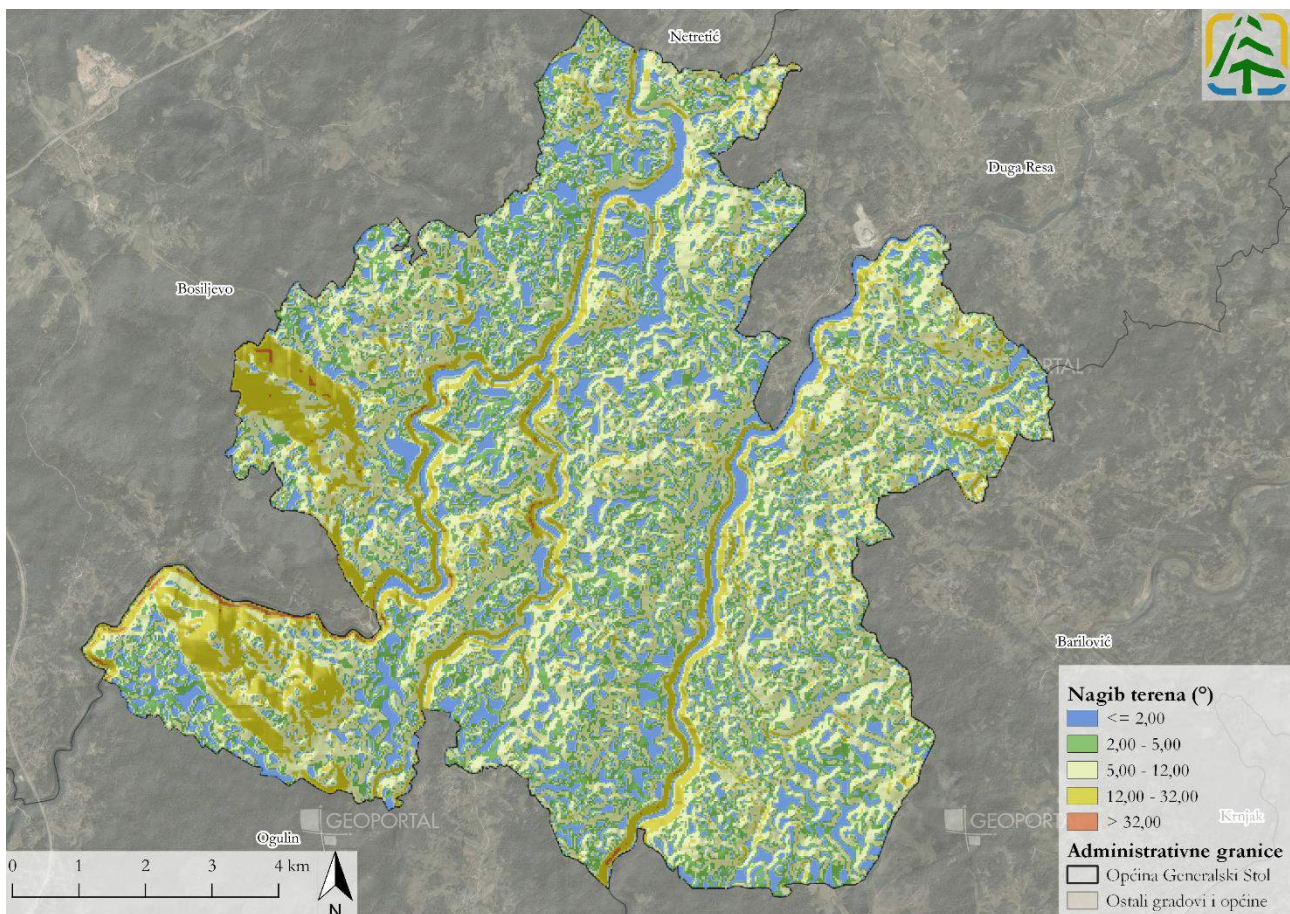 Netretić
Duga Resa
Bosiljevo
GEOPORTAL
Barilović
Nagib terena (°)
<= 2,00
2,00 - 5,00
5,00 - 12,00
12,00 - 32,00
> 32,00
Krnjak
GEOPORTAL
GEOPORTAL
Ogulin
Administrativne granice
Općina Generalski Stol
Ostali gradovi i općine
0 1 2 3 4 km
N